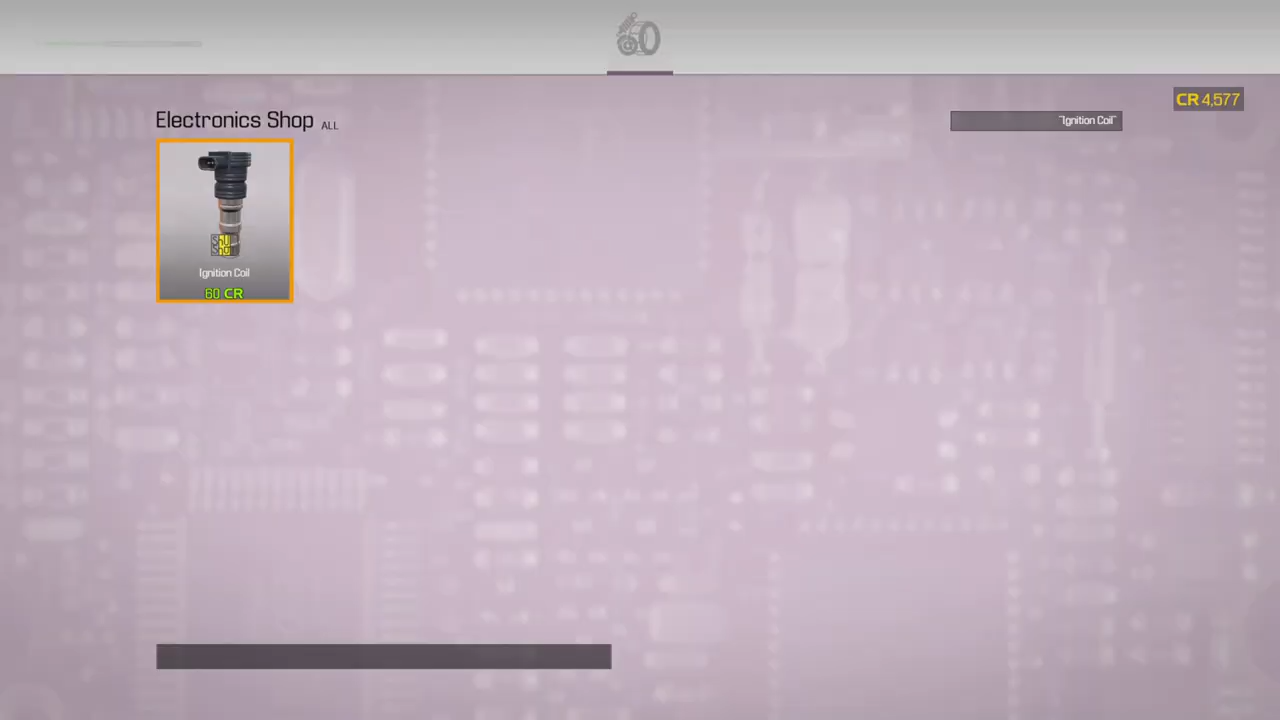 CR 4,577
Electronics Shop ALL
"Ignition Coil"
Ignition Coil
60 CR